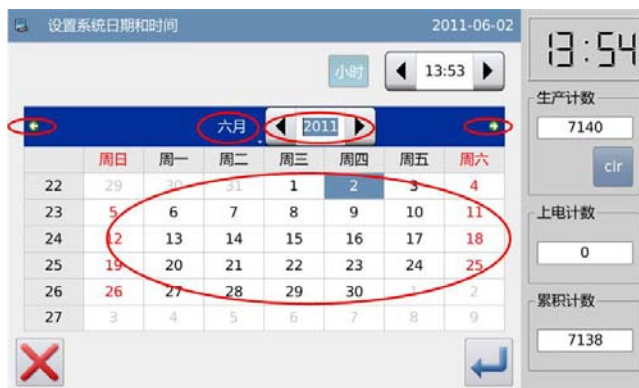 设置系统日期和时间 2011-06-02
小时 13:53
六月 2011
周日 周一 周二 周三 周四 周五 周六
22 29 30 31 1 2 3 4
23 5 6 7 8 9 10 11
24 12 13 14 15 16 17 18
25 19 20 21 22 23 24 25
26 26 27 28 29 30 1 2
27 3 4 5 6 7 8 9
13:54
生产计数
7140
clr
上电计数
0
累积计数
7138